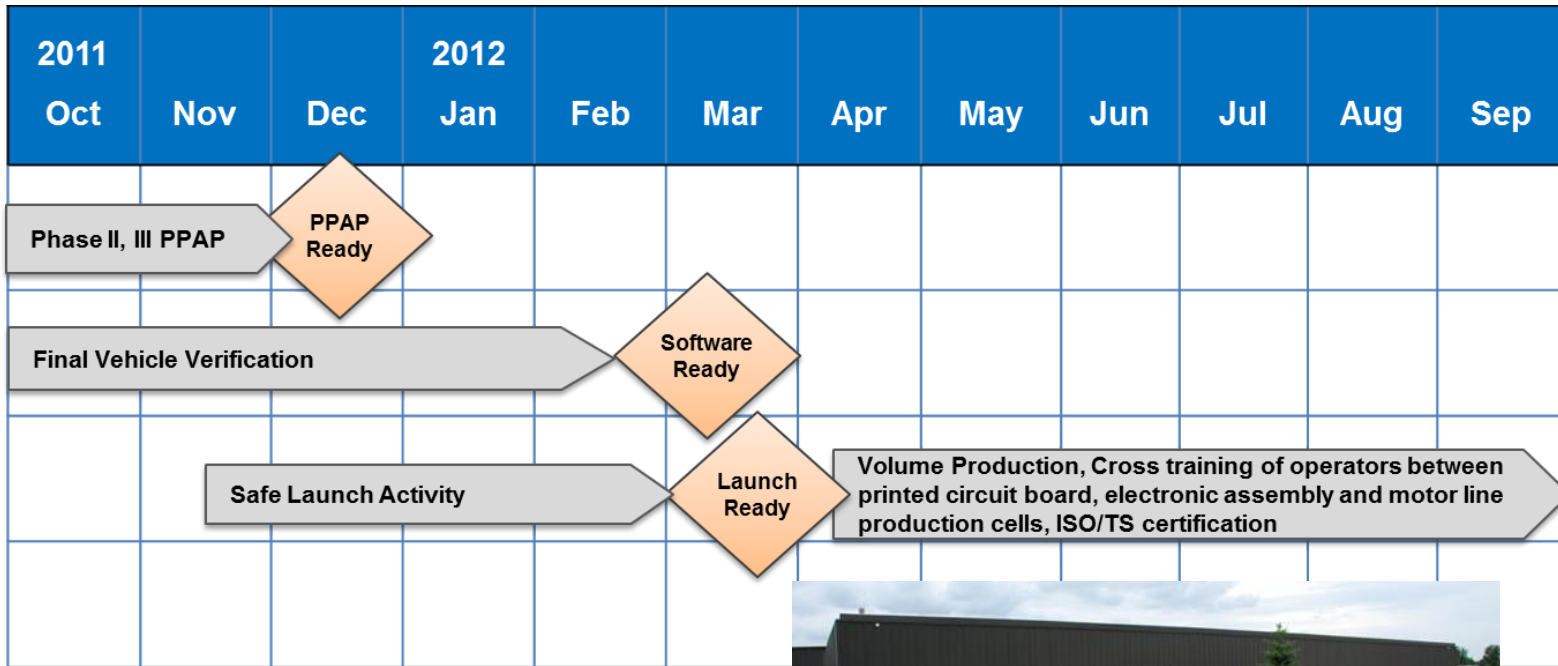 2011
2012
Oct Nov Dec Jan Feb Mar Apr May Jun Jul Aug Sep
Phase II, III PPAP
PPAP
Ready
Final Vehicle Verification
Software
Ready
Safe Launch Activity
Launch
Ready
Volume Production, Cross training of operators between
printed circuit board, electronic assembly and motor line
production cells, ISO/TS certification